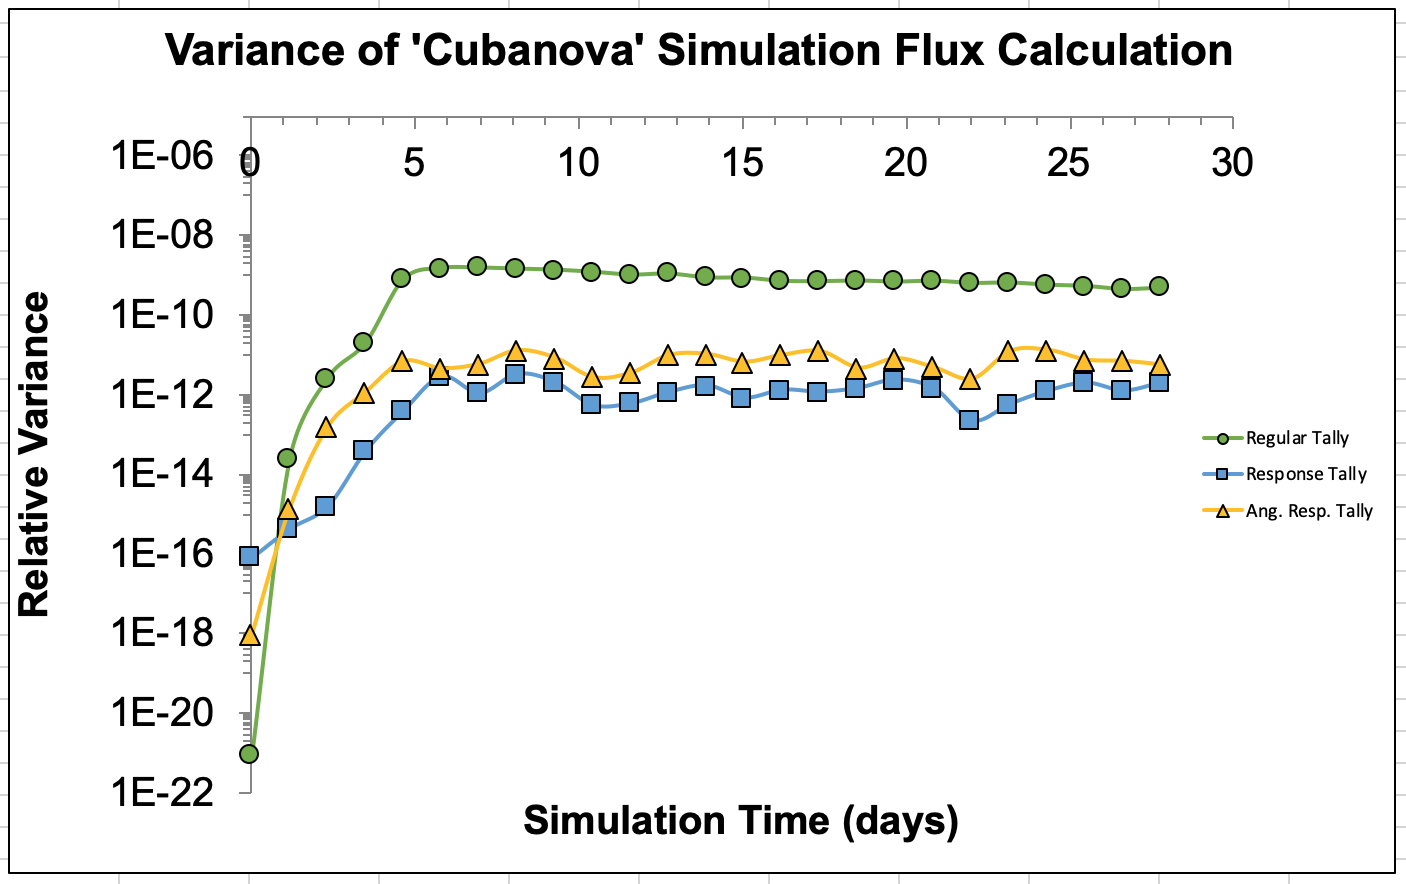 Variance of 'Cubanova' Simulation Flux Calculation
0 5 10 15 20 25 30
1E-06
1E-08
1E-10
1E-12
1E-14
1E-16
1E-18
1E-20
1E-22
Relative Variance
Regular Tally
Response Tally
Ang. Resp. Tally
Simulation Time (days)